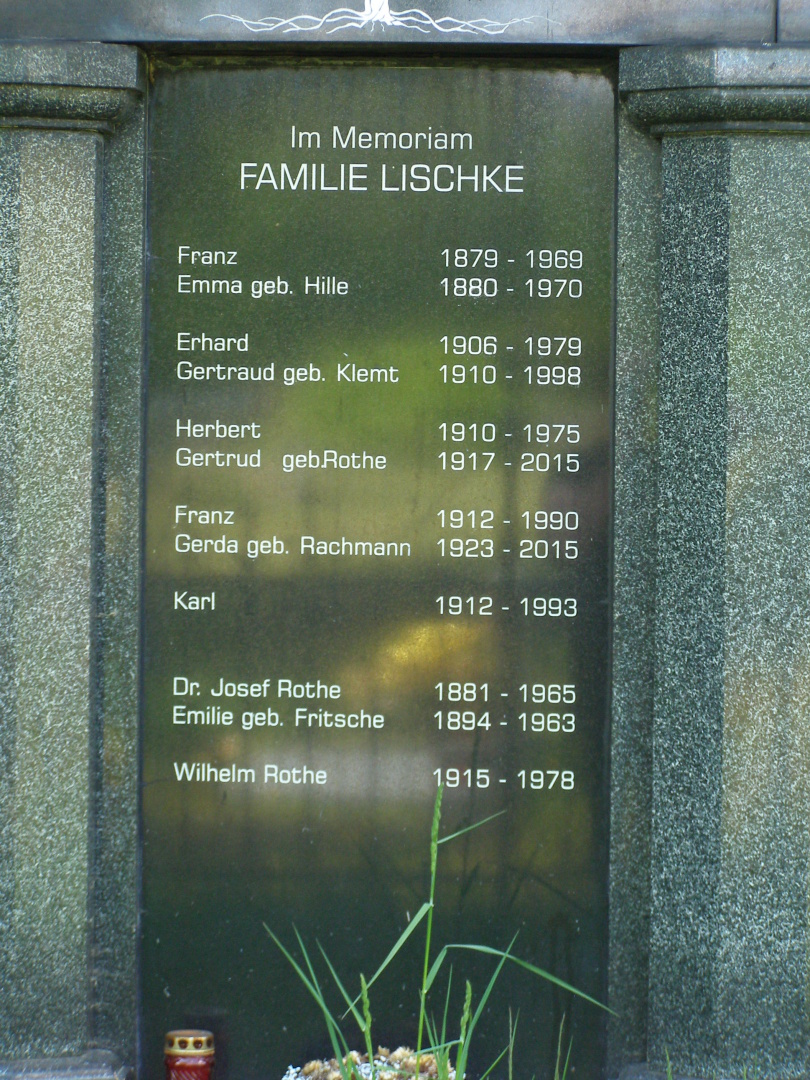 Im Memoriam
FAMILIE LISCHKE
Franz 1879 - 1969
Emma geb. Hille 1880 - 1970
Erhard 1906 - 1979
Gertraud geb. Klemt 1910 - 1998
Herbert 1910 - 1975
Gertrud geb.Rothe 1917 - 2015
Franz 1912 - 1990
Gerda geb. Rachmann 1923 - 2015
Karl 1912 - 1993
Dr. Josef Rothe 1881 - 1965
Emilie geb. Fritsche 1894 - 1963
Wilhelm Rothe 1915 - 1978